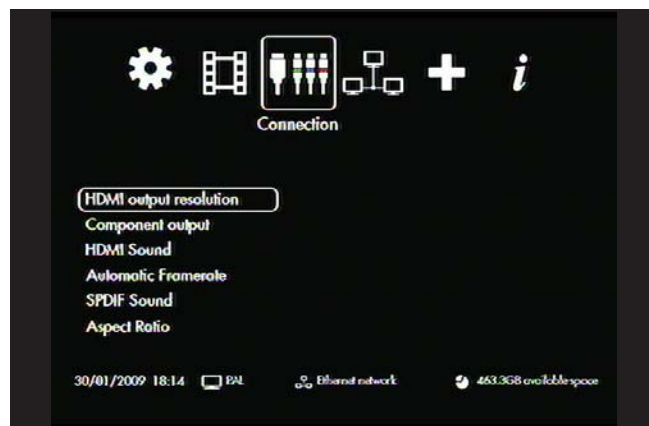 Connection
HDMI output resolution
Component output
HDMI Sound
Automatic Framerate
SPDIF Sound
Aspect Ratio
30/01/2009 18:14 PAL Ethernet network 463.3GB available space